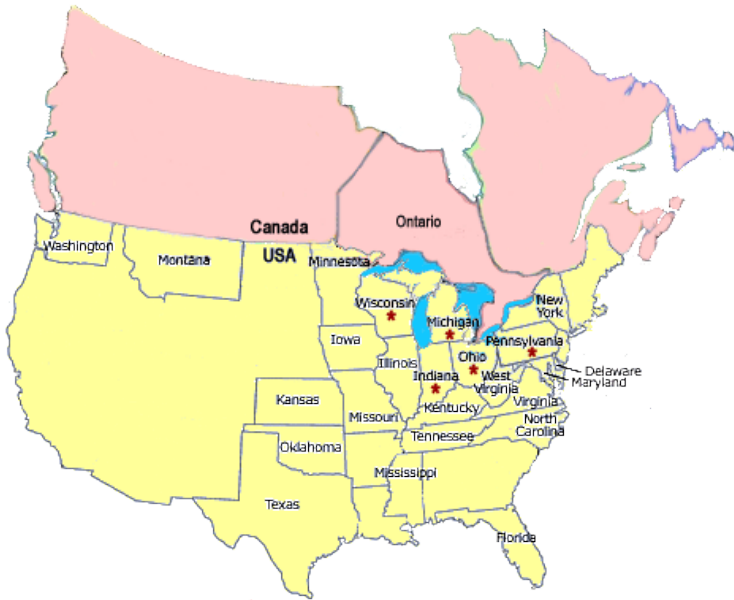 Canada
Ontario
USA
Washington
Montana
Minnesota
Wisconsin
Michigan
New
York
Iowa
Illinois
Pennsylvania
Ohio
Indiana
West
Virginia
Delaware
Maryland
Kansas
Missouri
Kentucky
Virginia
North
Carolina
Tennessee
Oklahoma
Mississippi
Texas
Florida